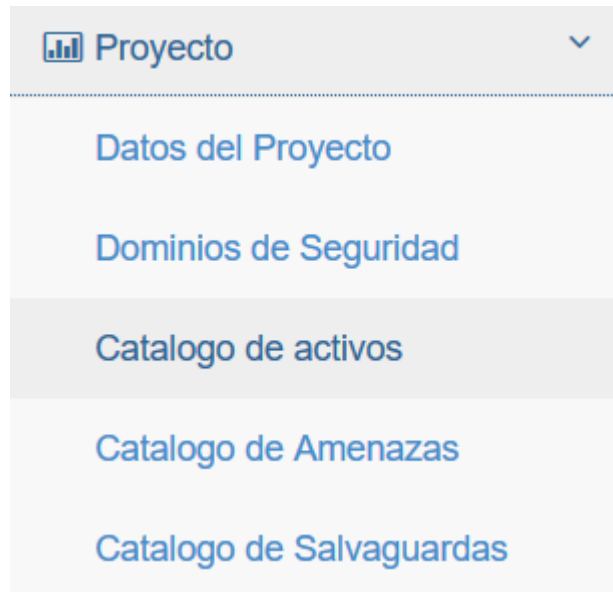 Proyecto
Datos del Proyecto
Dominios de Seguridad
Catalogo de activos
Catalogo de Amenazas
Catalogo de Salvaguardas